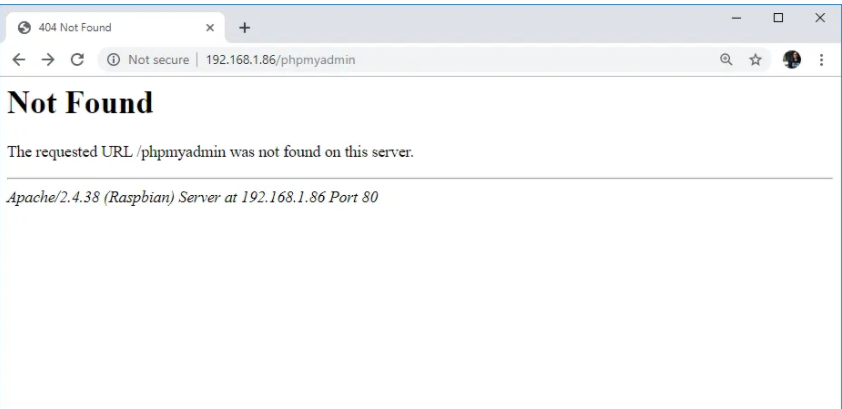 404 Not Found
Not secure | 192.168.1.86/phpmyadmin
Not Found
The requested URL /phpmyadmin was not found on this server.
Apache/2.4.38 (Raspbian) Server at 192.168.1.86 Port 80